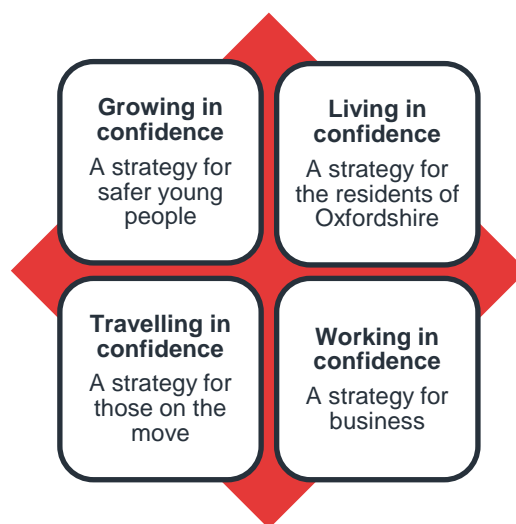 Growing in
confidence
A strategy for
safer young
people
Living in
confidence
A strategy for
the residents of
Oxfordshire
Travelling in
confidence
A strategy for
those on the
move
Working in
confidence
A strategy for
business